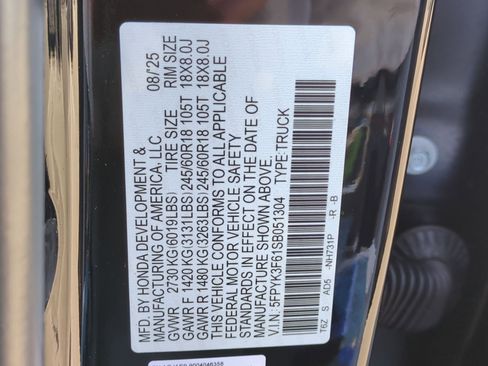 MFD. BY HONDA DEVELOPMENT &
MANUFACTURING OF AMERICA, LLC 08/25
GVWR 2730 KG (6019LBS) TIRE SIZE RIM SIZE
GAWR F 1420 KG (3131LBS) 245/60R18 105T 18X8.0J
GAWR R 1480 KG (3263LBS) 245/60R18 105T 18X8.0J
THIS VEHICLE CONFORMS TO ALL APPLICABLE
FEDERAL MOTOR VEHICLE SAFETY
STANDARDS IN EFFECT ON THE DATE OF
MANUFACTURE SHOWN ABOVE.
V.I.N.: 5FPYK3F61SB051304 TYPE:TRUCK
T6Z S AD5 -NH731P -R -B